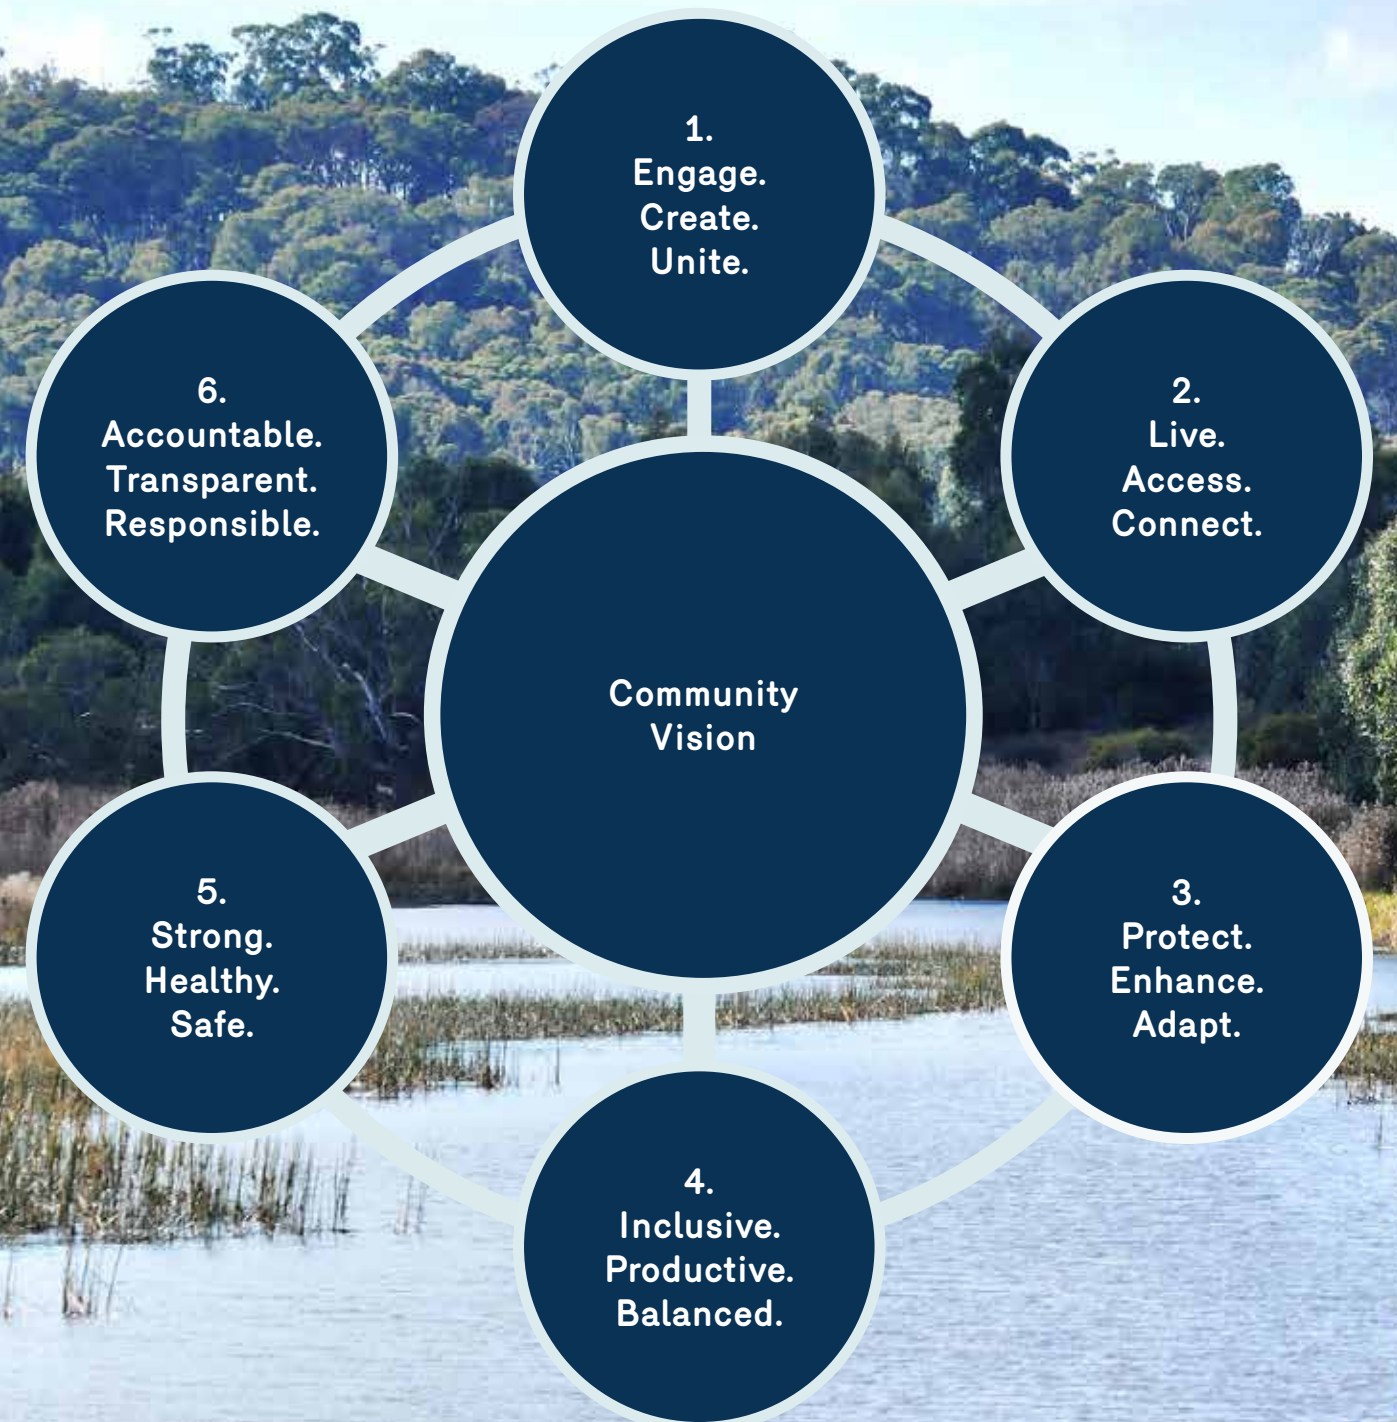 1.
Engage.
Create.
Unite.
2.
Live.
Access.
Connect.
3.
Protect.
Enhance.
Adapt.
4.
Inclusive.
Productive.
Balanced.
5.
Strong.
Healthy.
Safe.
6.
Accountable.
Transparent.
Responsible.
Community
Vision